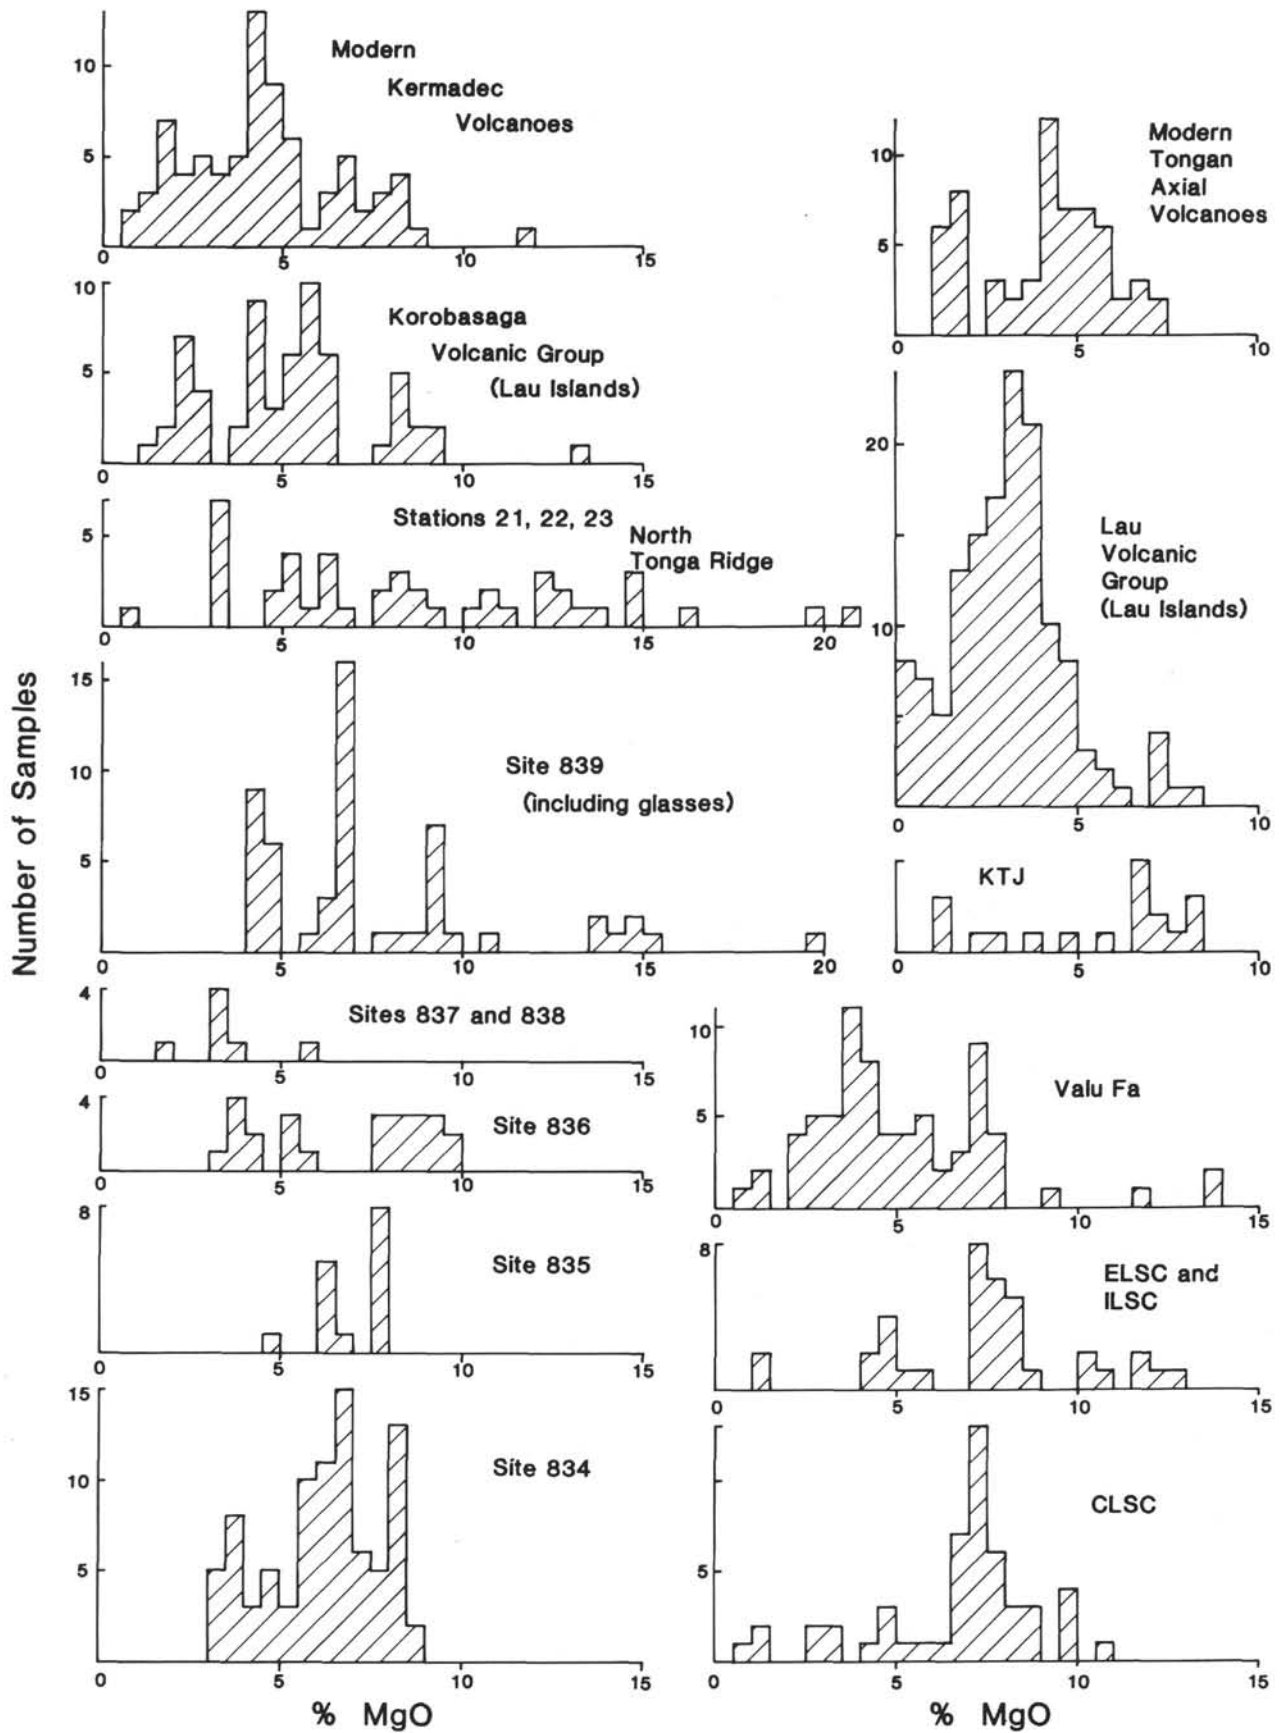 Number of Samples
10
5
Modern
Kermadec
Volcanoes
0 5 10 15
10
5
Korobasaga
Volcanic Group
(Lau Islands)
0 5 10 15
5
Stations 21, 22, 23
North
Tonga Ridge
0 5 10 15 20
15
10
5
Site 839
(including glasses)
0 5 10 15 20
4
Sites 837 and 838
0 5 10 15
4
Site 836
0 5 10 15
8
Site 835
0 5 10 15
15
10
5
Site 834
0 5 10 15
% MgO
10
5
Modern
Tongan
Axial
Volcanoes
0 5 10
20
10
Lau
Volcanic
Group
(Lau Islands)
0 5 10
KTJ
0 5 10
10
5
Valu Fa
0 5 10 15
8
ELSC and
ILSC
0 5 10 15
5
CLSC
0 5 10 15
% MgO